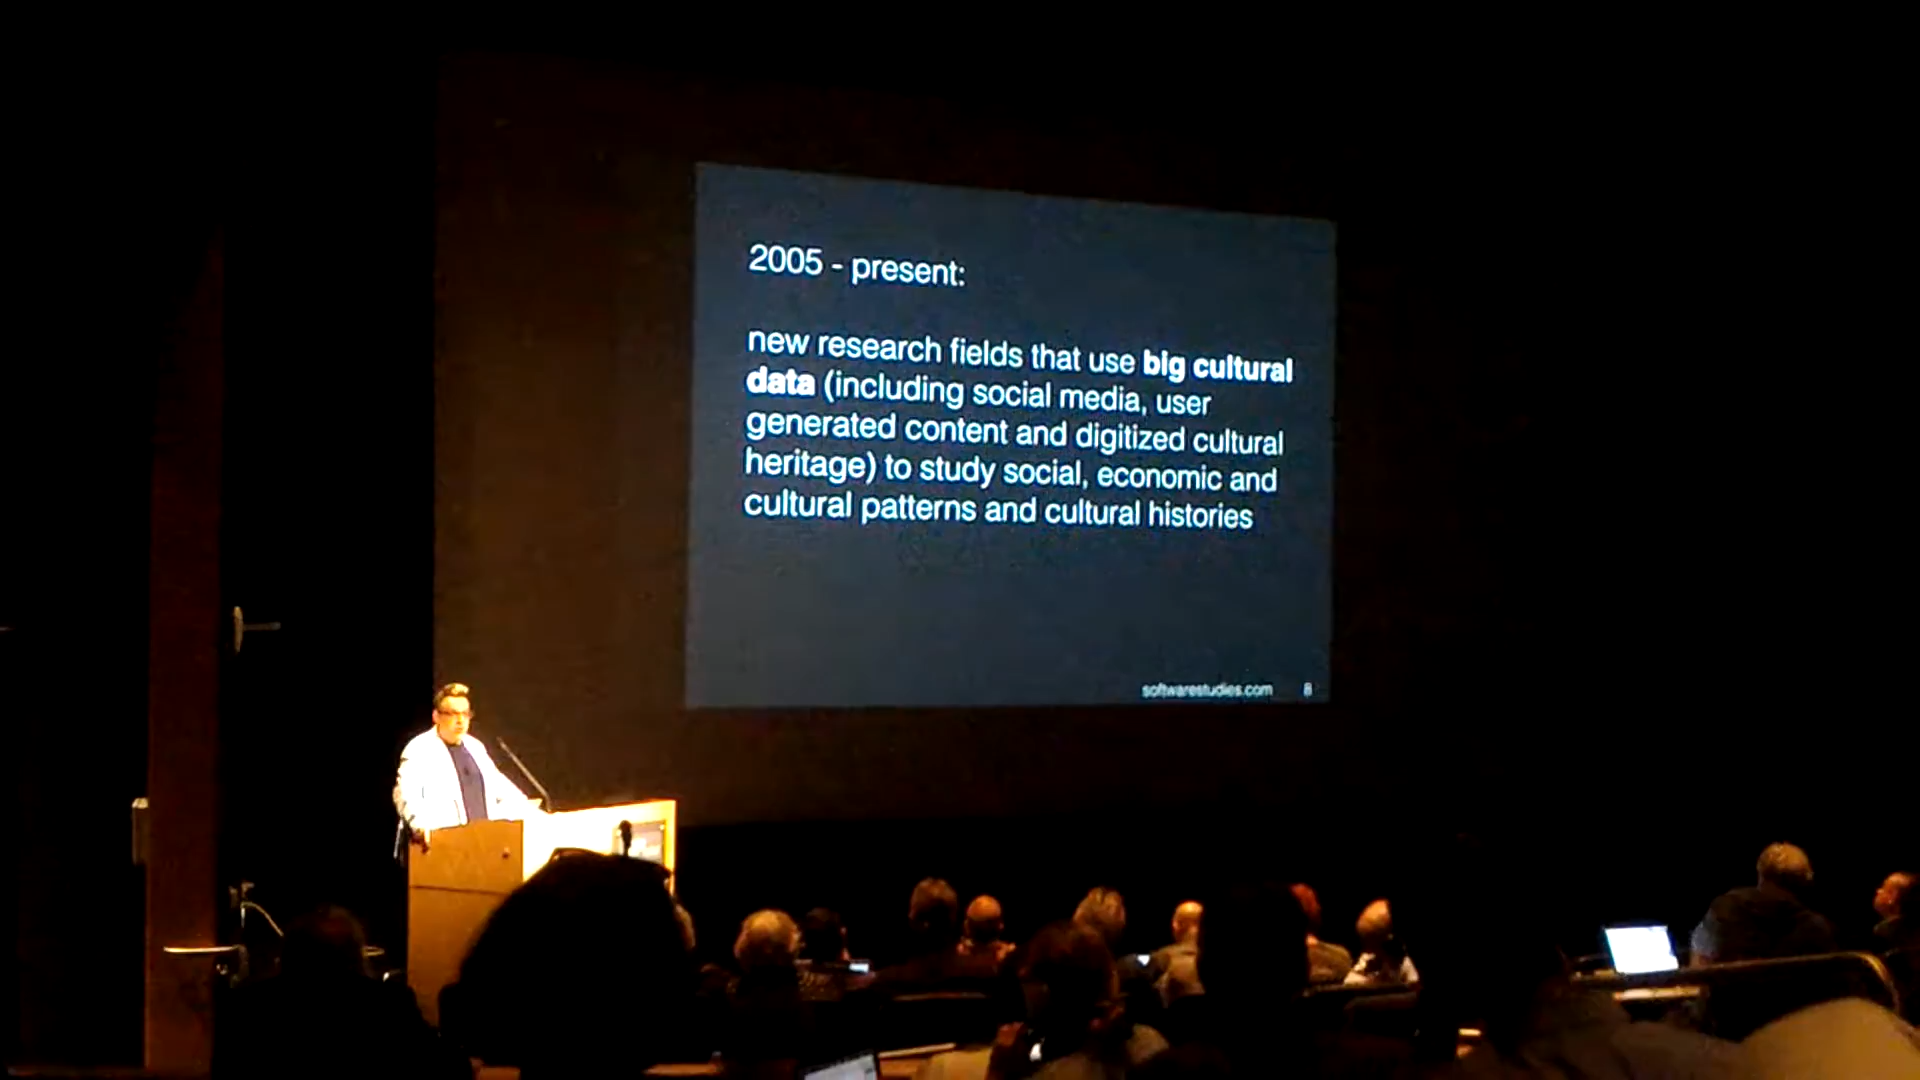 2005 - present:
new research fields that use big cultural
data (including social media, user
generated content and digitized cultural
heritage) to study social, economic and
cultural patterns and cultural histories
softwarestudies.com 8